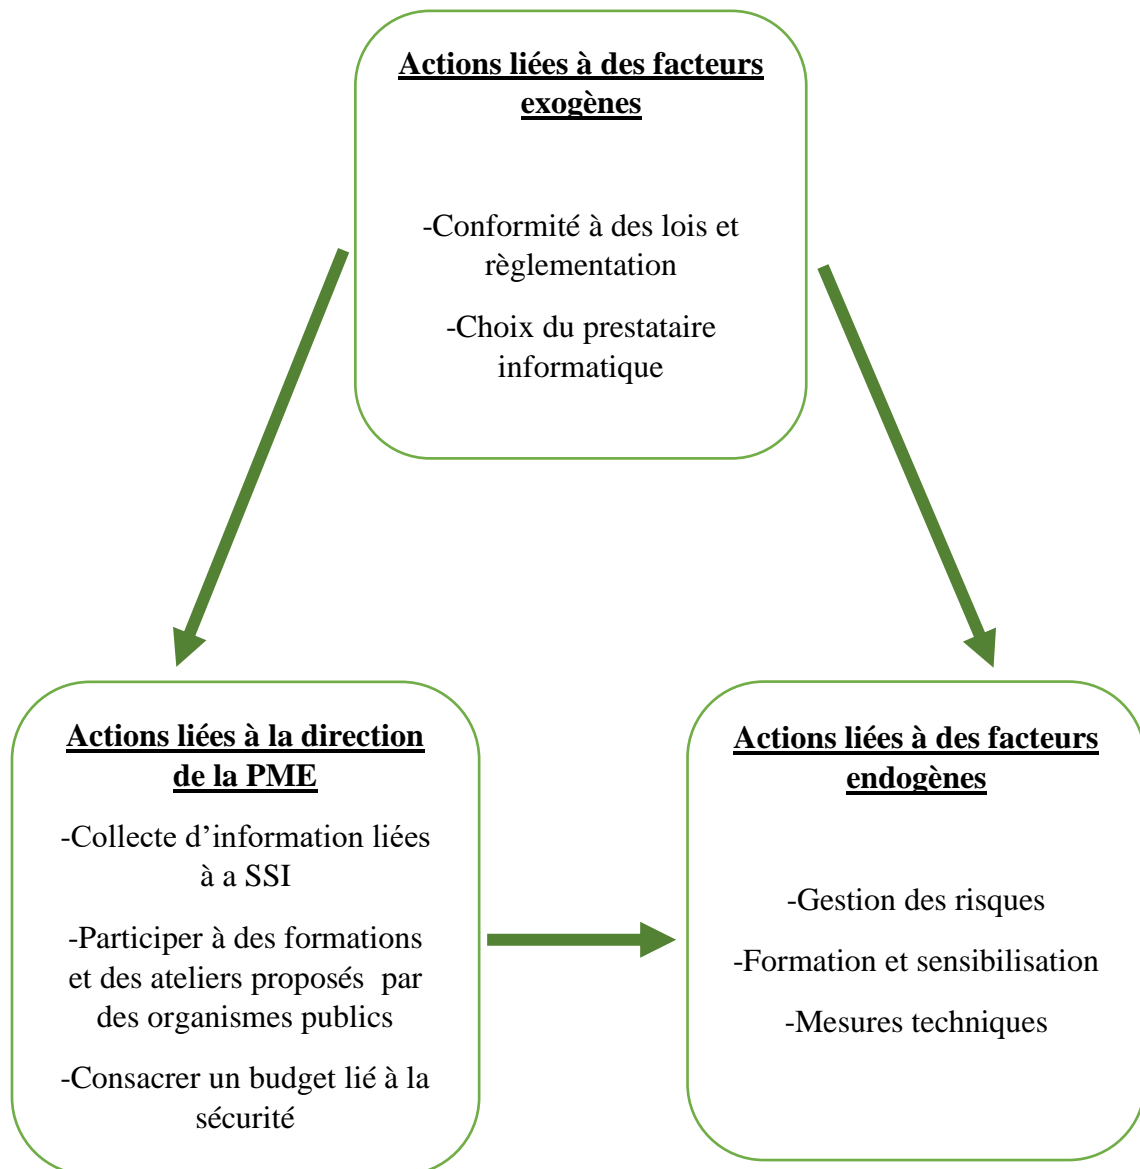 Actions liées à des facteurs
exogènes
-Conformité à des lois et
règlementation
-Choix du prestataire
informatique
Actions liées à la direction
de la PME
-Collecte d’information liées
à a SSI
-Participer à des formations
et des ateliers proposés  par
des organismes publics
-Consacrer un budget lié à la
sécurité
Actions liées à des facteurs
endogènes
-Gestion des risques
-Formation et sensibilisation
-Mesures techniques